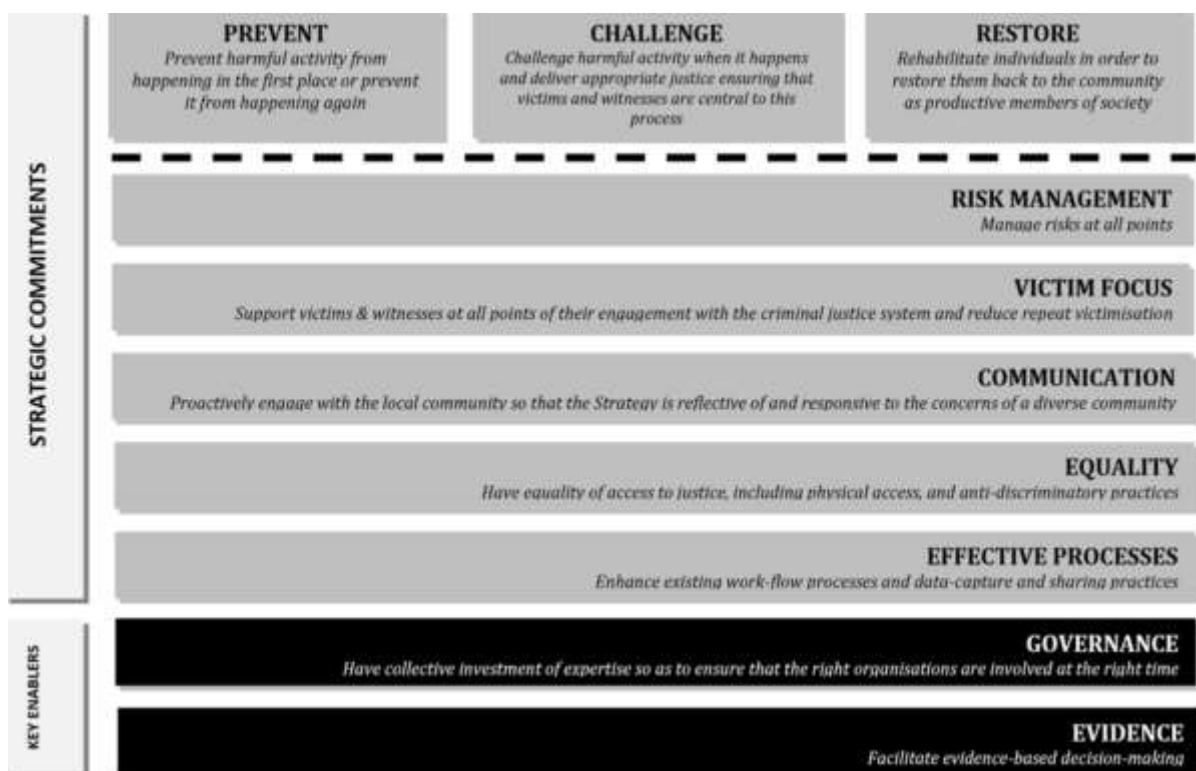 STRATEGIC COMMITMENTS
PREVENT
Prevent harmful activity from
happening in the first place or prevent
it from happening again
CHALLENGE
Challenge harmful activity when it happens
and deliver appropriate justice ensuring that
victims and witnesses are central to this
process
RESTORE
Rehabilitate individuals in order to
restore them back to the community
as productive members of society
RISK MANAGEMENT
Manage risks at all points
VICTIM FOCUS
Support victims & witnesses at all points of their engagement with the criminal justice system and reduce repeat victimisation
COMMUNICATION
Proactively engage with the local community so that the Strategy is reflective of and responsive to the concerns of a diverse community
EQUALITY
Have equality of access to justice, including physical access, and anti-discriminatory practices
EFFECTIVE PROCESSES
Enhance existing work-flow processes and data-capture and sharing practices
KEY ENABLERS
GOVERNANCE
Have collective investment of expertise so as to ensure that the right organisations are involved at the right time
EVIDENCE
Facilitate evidence-based decision-making